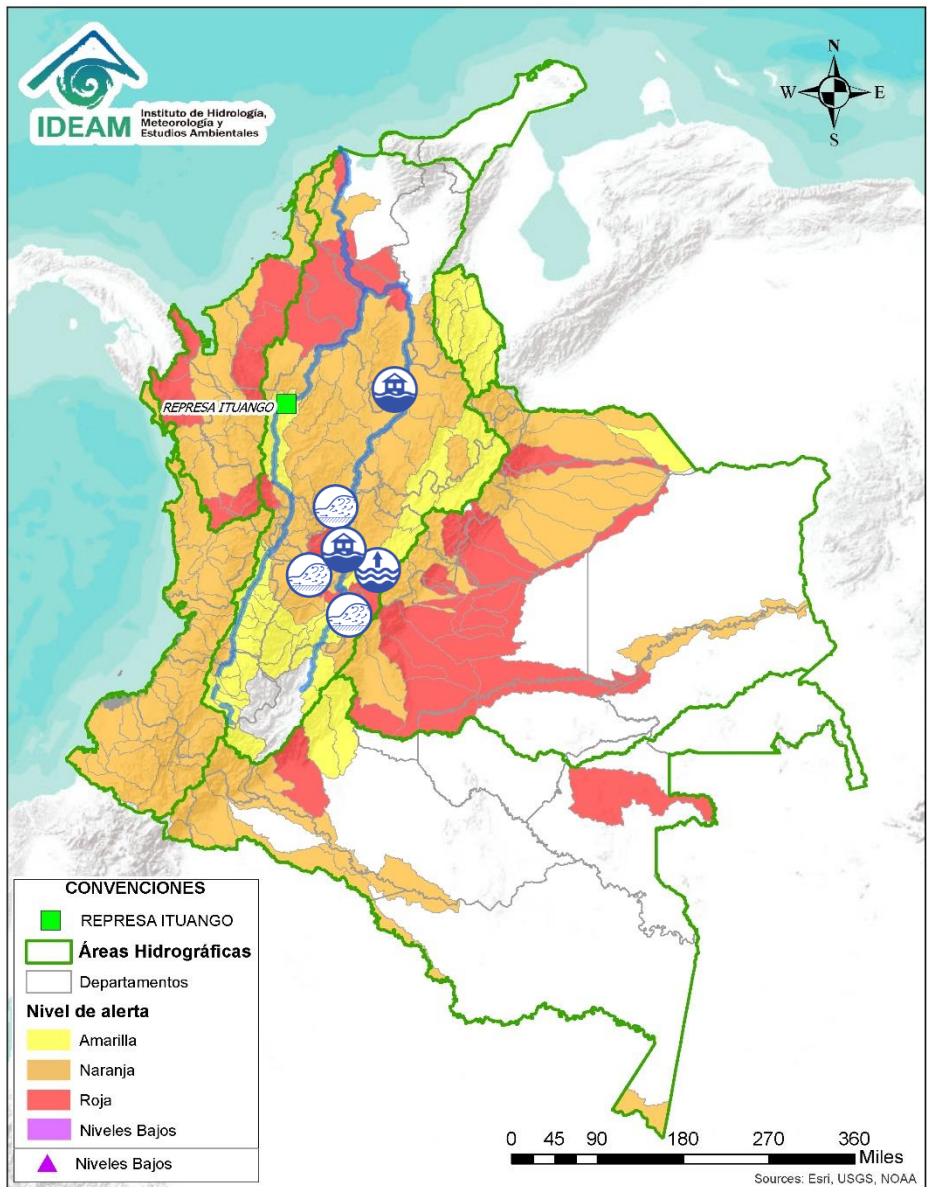 IDEAM
Instituto de Hidrología,
Meteorología y
Estudios Ambientales
N
W
E
S
REPRESA ITUANGO
CONVENCIONES
REPRESA ITUANGO
Áreas Hidrográficas
Departamentos
Nivel de alerta
Amarilla
Naranja
Roja
Niveles Bajos
Niveles Bajos
0 45 90 180 270 360
Miles
Sources: Esri, USGS, NOAA